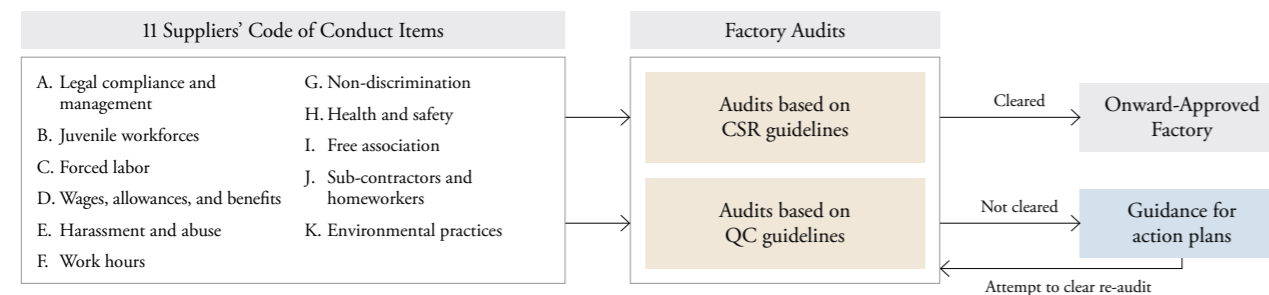 11 Suppliers’ Code of Conduct Items
A. Legal compliance and
management
B. Juvenile workforces
C. Forced labor
D. Wages, allowances, and benefits
E. Harassment and abuse
F. Work hours
G. Non-discrimination
H. Health and safety
I. Free association
J. Sub-contractors and
homeworkers
K. Environmental practices
Factory Audits
Audits based on
CSR guidelines
Audits based on
QC guidelines
Cleared
Onward-Approved
Factory
Not cleared
Guidance for
action plans
Attempt to clear re-audit